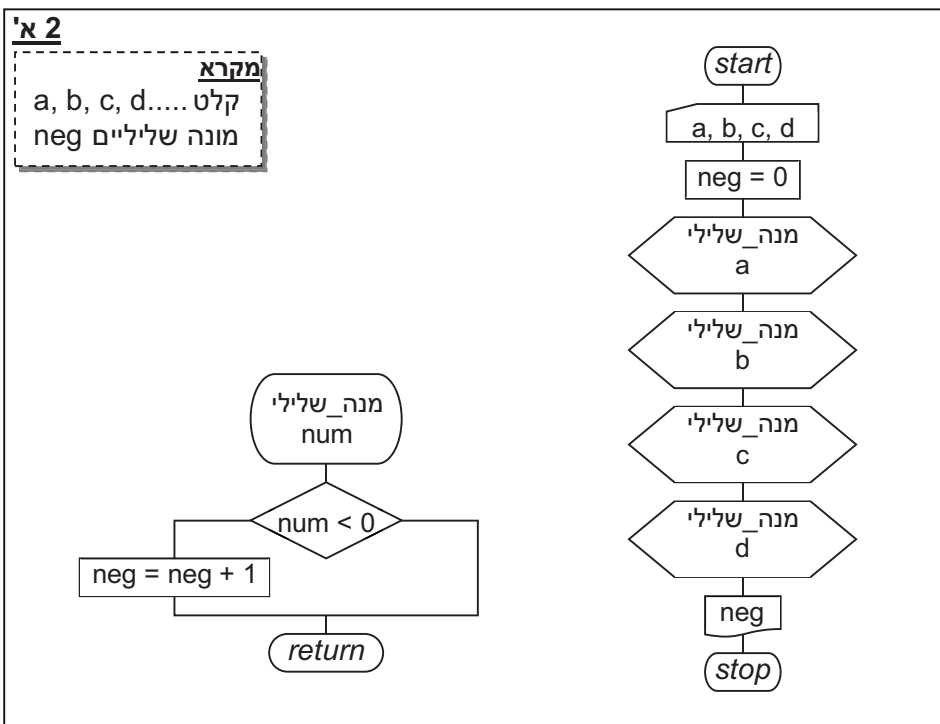 2 א'
מקרא
קלט .....a, b, c, d
מונה שליליים neg
start
a, b, c, d
neg = 0
מנה_שלילי
a
מנה_שלילי
b
מנה_שלילי
c
מנה_שלילי
d
neg
stop
מנה_שלילי
num
num < 0
neg = neg + 1
return